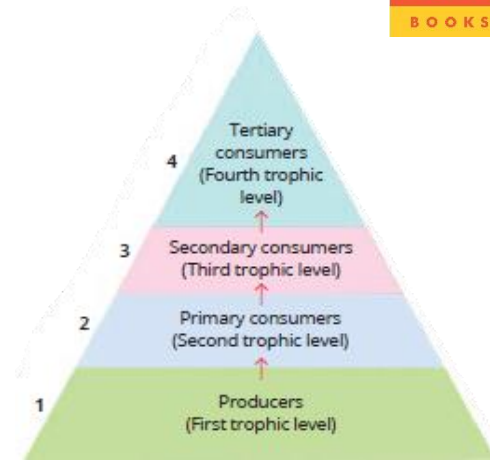 BOOKS
4
Tertiary
consumers
(Fourth trophic
level)
3
Secondary consumers
(Third trophic level)
2
Primary consumers
(Second trophic level)
1
Producers
(First trophic level)